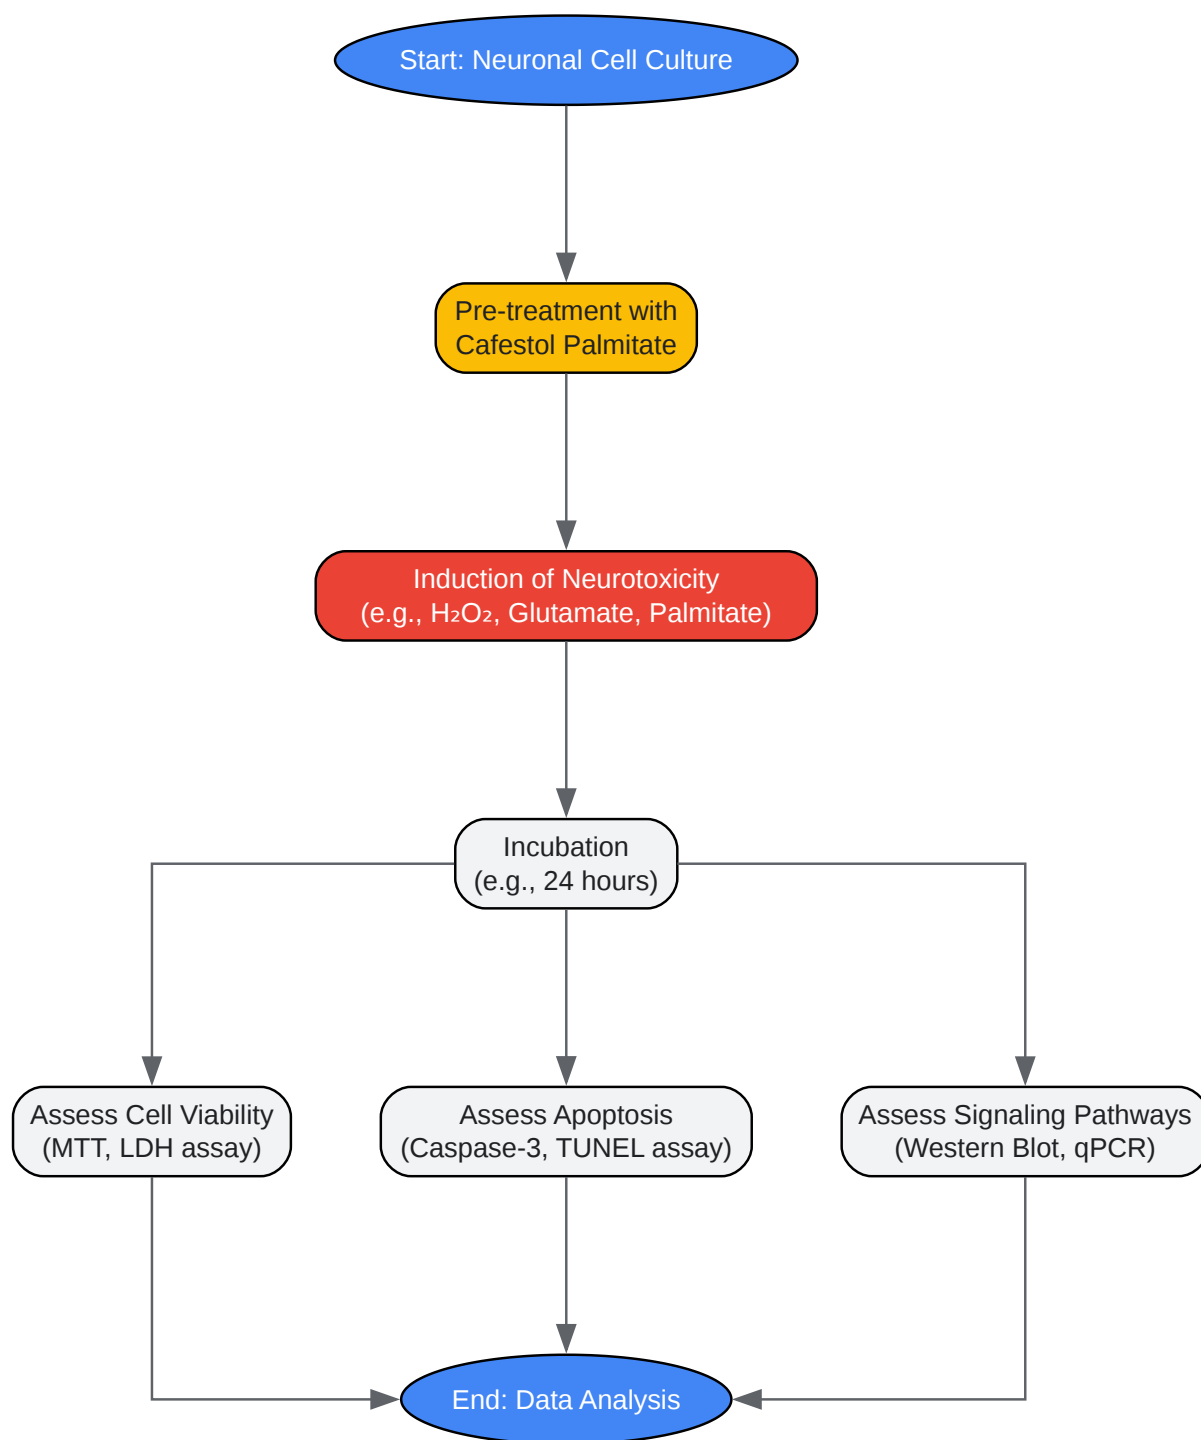 Start: Neuronal Cell Culture
Pre-treatment with
Cafestol Palmitate
Induction of Neurotoxicity
(e.g., H₂O₂, Glutamate, Palmitate)
Incubation
(e.g., 24 hours)
Assess Cell Viability
(MTT, LDH assay)
Assess Apoptosis
(Caspase-3, TUNEL assay)
Assess Signaling Pathways
(Western Blot, qPCR)
End: Data Analysis